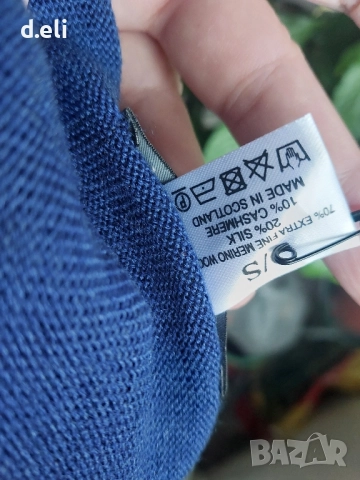 d.eli
O/S
70% EXTRA FINE MERINO WOOL
20% SILK
10% CASHMERE
MADE IN SCOTLAND
BAZAR